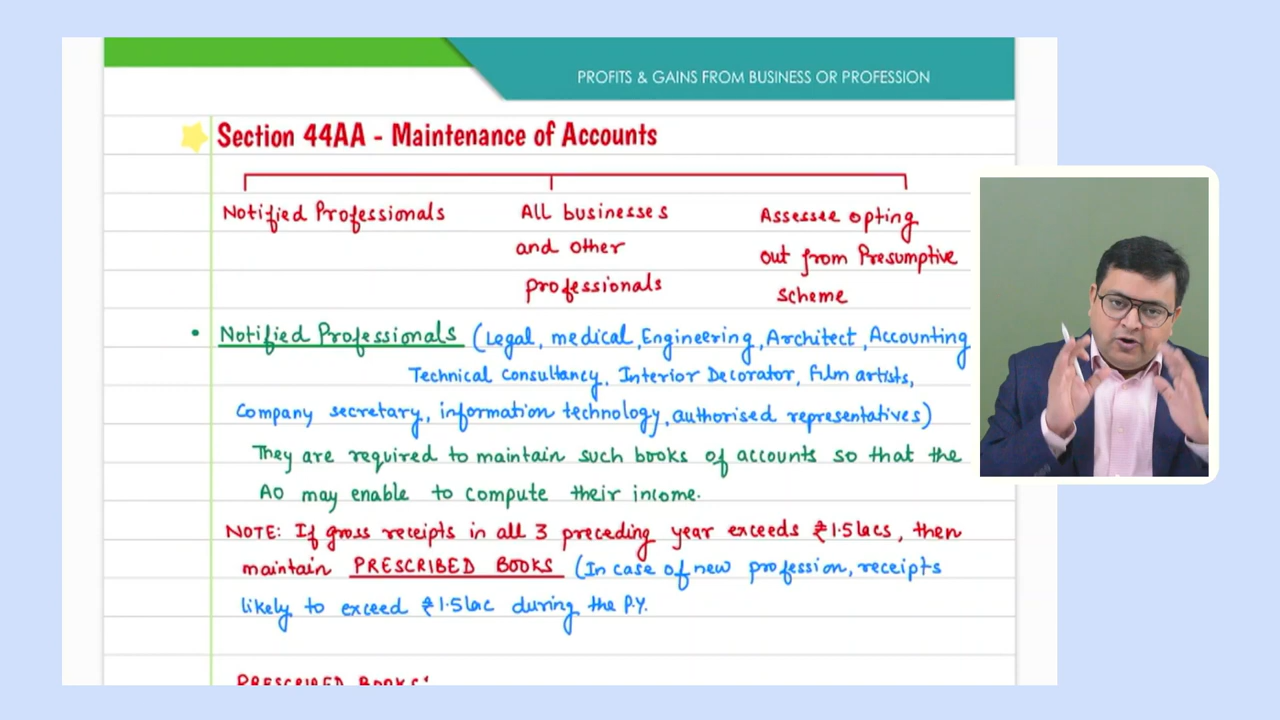 PROFITS & GAINS FROM BUSINESS OR PROFESSION
Section 44AA - Maintenance of Accounts
Notified Professionals
All businesses
and other
professionals
Assessee opting
out from Presumptive
scheme
• Notified Professionals (Legal, medical, Engineering, Architect, Accounting
Technical consultancy, Interior Decorator, Film artists,
Company secretary, information technology, authorised representatives)
They are required to maintain such books of accounts so that the
AO may enable to compute their income.
NOTE: If gross receipts in all 3 preceding year exceeds ₹1.5lacs, then
maintain PRESCRIBED BOOKS (In case of new profession, receipts
likely to exceed ₹1.5lac during the P.Y.
PRESCRIBED BOOKS: